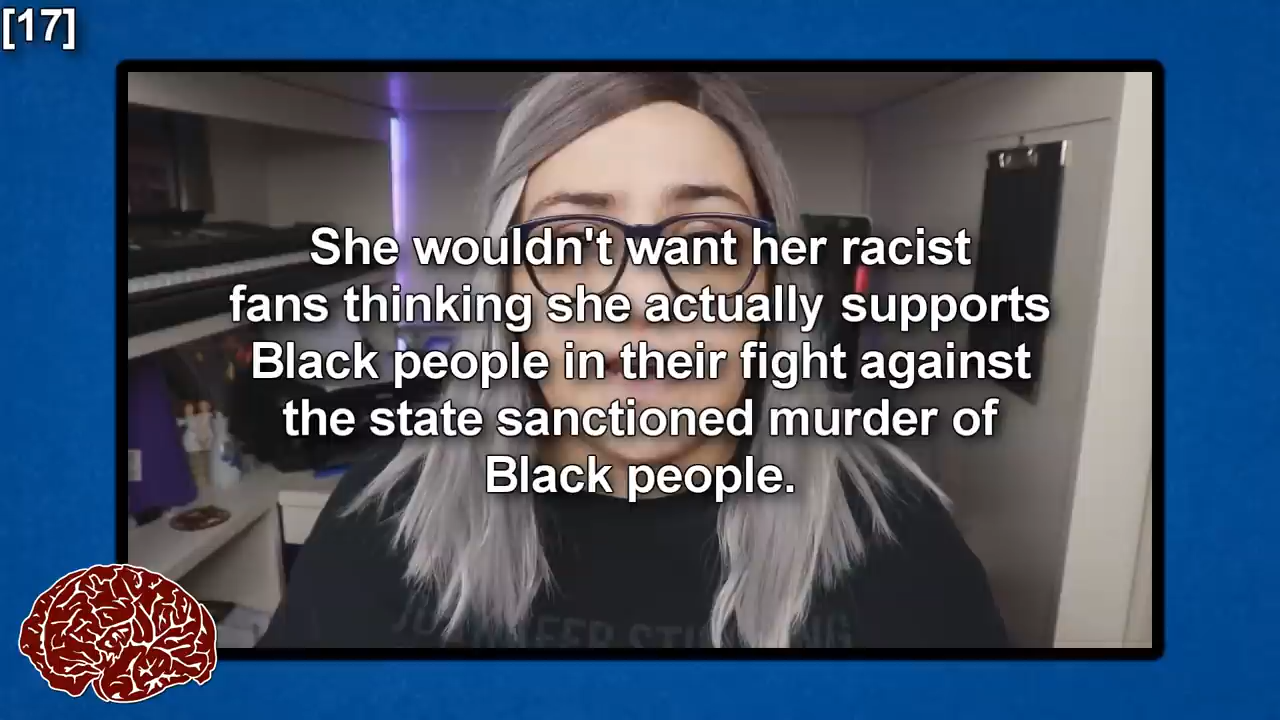 [17]
She wouldn't want her racist
fans thinking she actually supports
Black people in their fight against
the state sanctioned murder of
Black people.